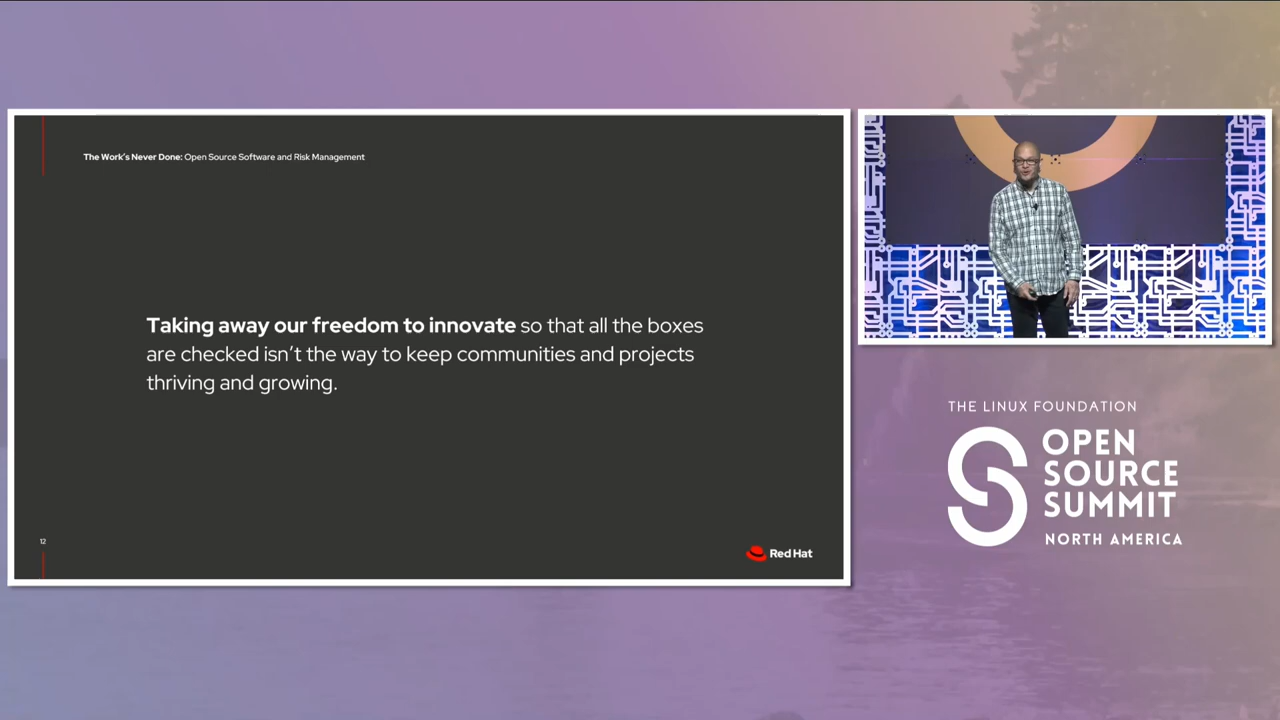 The Work's Never Done: Open Source Software and Risk Management
Taking away our freedom to innovate so that all the boxes
are checked isn't the way to keep communities and projects
thriving and growing.
12
Red Hat
THE LINUX FOUNDATION
OPEN
SOURCE
SUMMIT
NORTH AMERICA